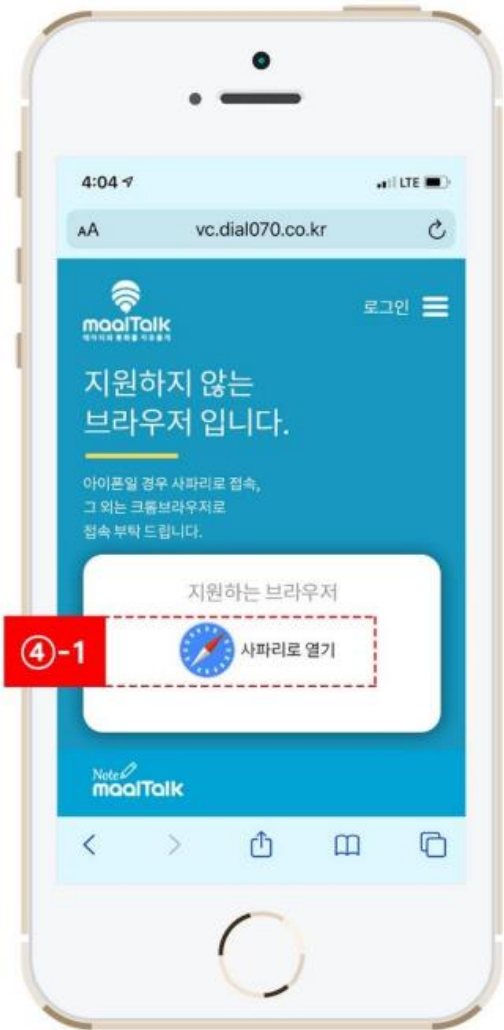 4:04
LTE
AA vc.dial070.co.kr
maalTalk
로그인
지원하지 않는
브라우저 입니다.
아이폰일 경우 사파리로 접속,
그 외는 크롬브라우저로
접속 부탁 드립니다.
지원하는 브라우저
④-1
사파리로 열기
Note
maalTalk